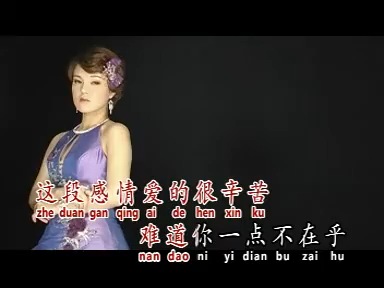 这段感情爱的很辛苦
zhe duan gan qing ai de hen xin ku
难道你一点不在乎
nan dao ni yi dian bu zai hu